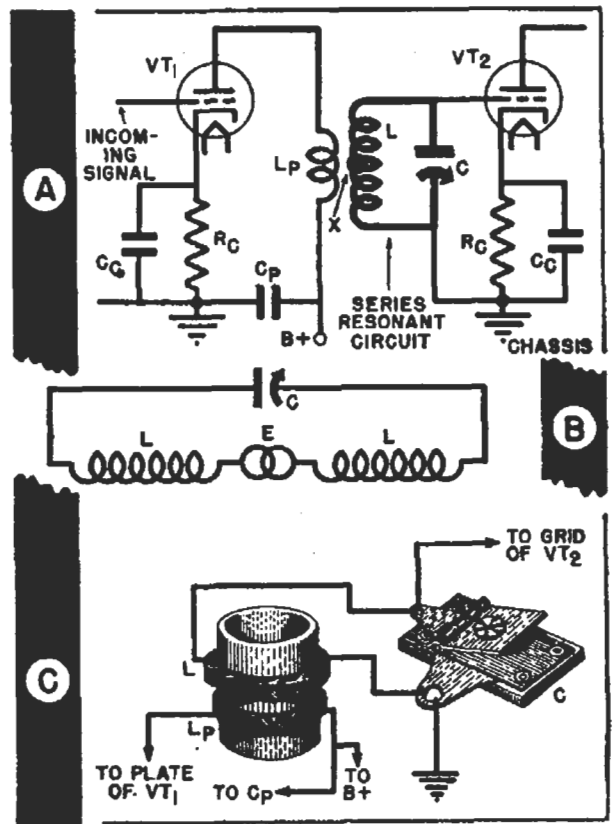 A
VT1
INCOM-
ING
SIGNAL
CC
RC
CP
LP
B+
X
L
C
SERIES
RESONANT
CIRCUIT
VT2
RC
CC
CHASSIS
B
C
L
E
L
C
TO GRID
OF VT2
L
LP
C
TO PLATE
OF VT1
TO CP
TO
B+